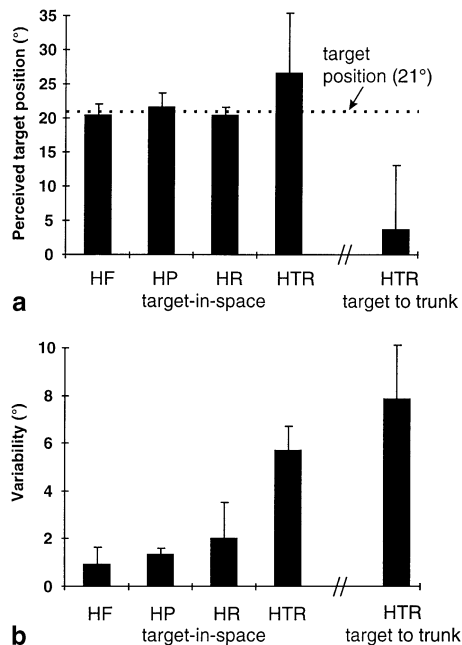 35
30
25
20
15
10
5
0
Perceived target position (°)
target
position (21°)
HF HP HR HTR HTR
target-in-space target to trunk
a
10
8
6
4
2
0
Variability (°)
HF HP HR HTR HTR
target-in-space target to trunk
b